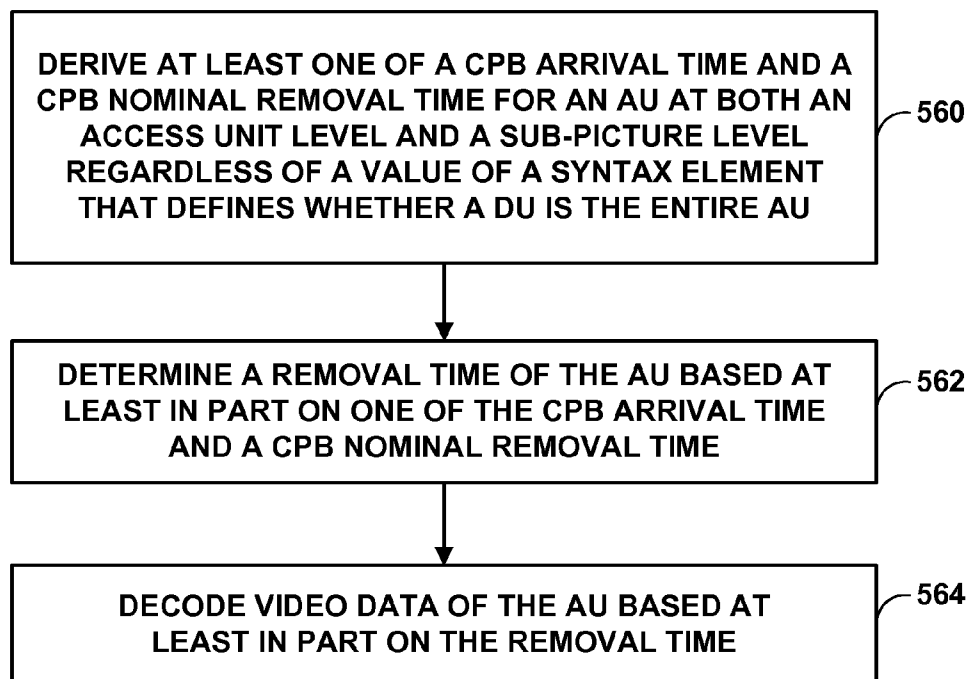 DERIVE AT LEAST ONE OF A CPB ARRIVAL TIME AND A
CPB NOMINAL REMOVAL TIME FOR AN AU AT BOTH AN
ACCESS UNIT LEVEL AND A SUB-PICTURE LEVEL
REGARDLESS OF A VALUE OF A SYNTAX ELEMENT
THAT DEFINES WHETHER A DU IS THE ENTIRE AU
560
DETERMINE A REMOVAL TIME OF THE AU BASED AT
LEAST IN PART ON ONE OF THE CPB ARRIVAL TIME
AND A CPB NOMINAL REMOVAL TIME
562
DECODE VIDEO DATA OF THE AU BASED AT
LEAST IN PART ON THE REMOVAL TIME
564